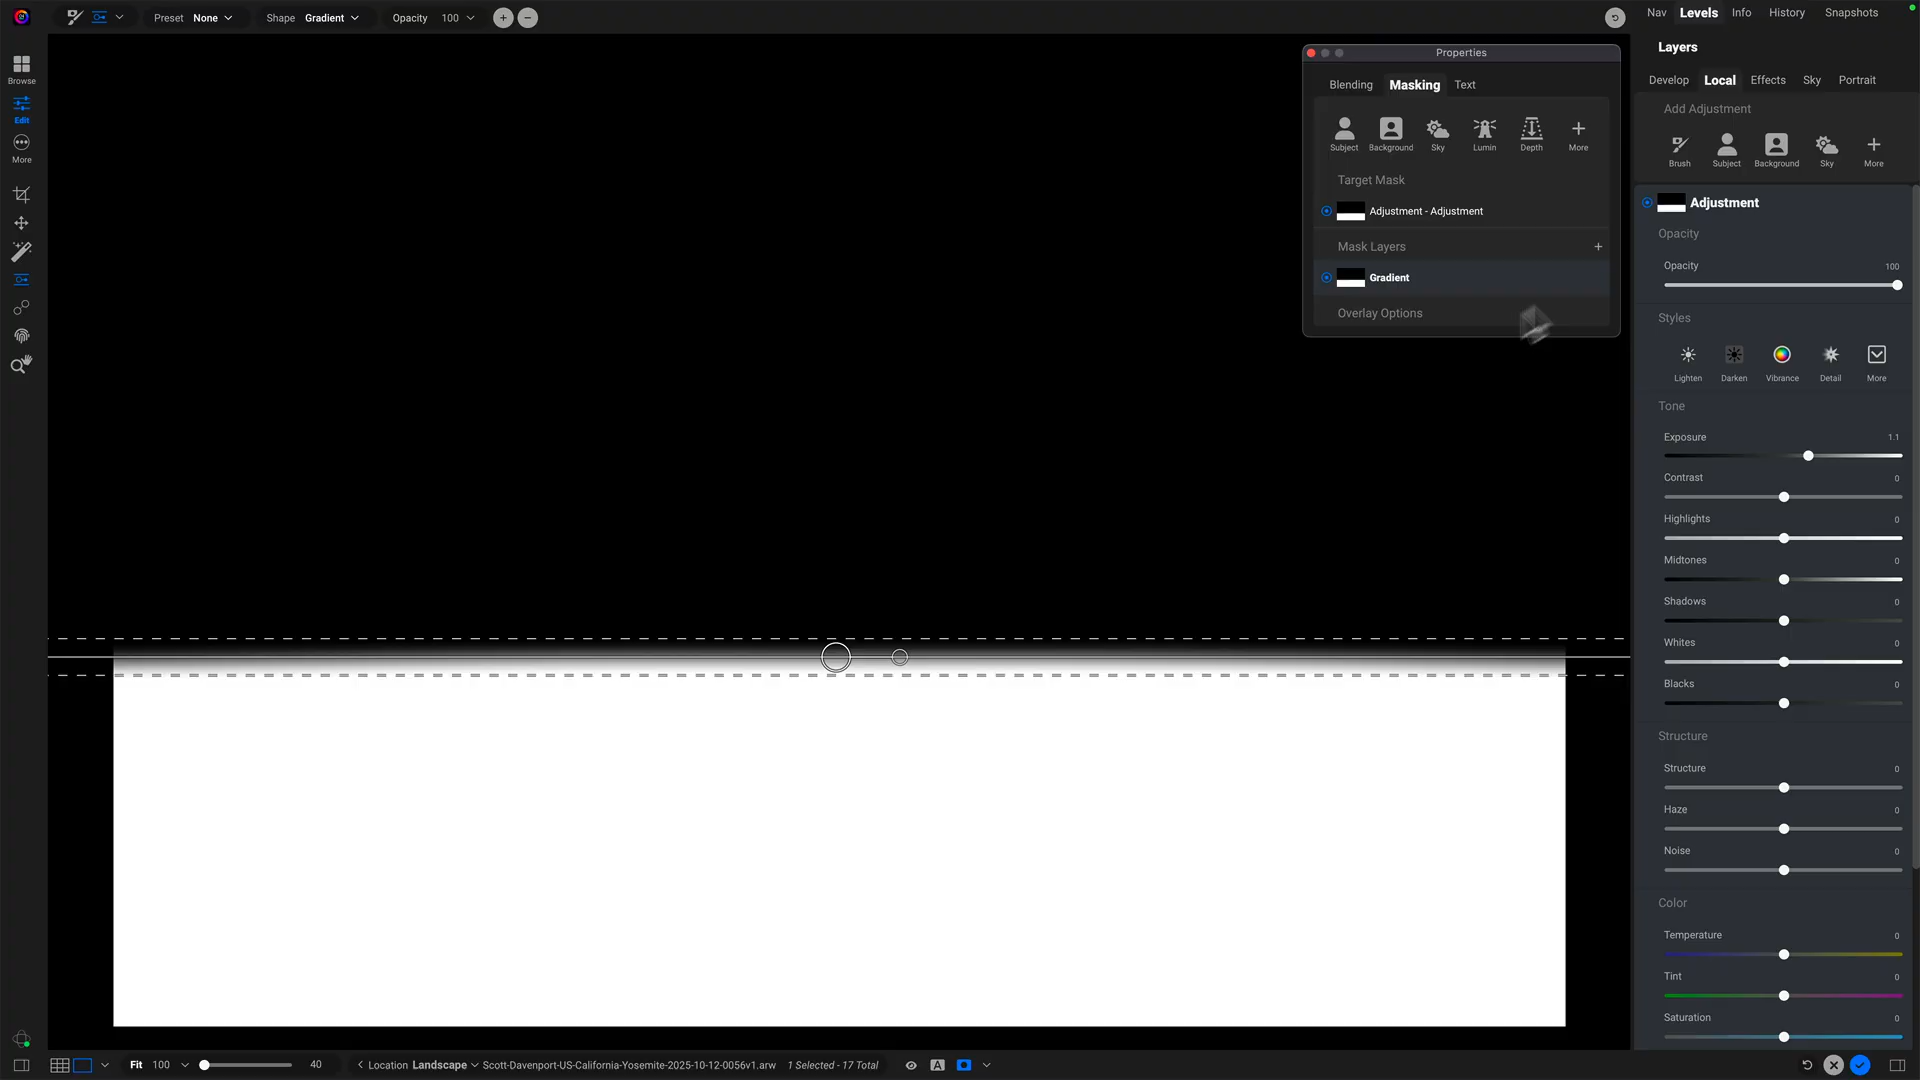 Preset None Shape Gradient Opacity 100
Nav Levels Info History Snapshots
Layers
Develop Local Effects Sky Portrait
Add Adjustment
Brush Subject Background Sky More
Adjustment
Opacity
Opacity 100
Styles
Lighten Darken Vibrance Detail More
Tone
Exposure 1.1
Contrast 0
Highlights 0
Midtones 0
Shadows 0
Whites 0
Blacks 0
Structure
Structure 0
Haze 0
Noise 0
Color
Temperature 0
Tint 0
Saturation 0
Properties
Blending Masking Text
Subject Background Sky Lumin Depth More
Target Mask
Adjustment - Adjustment
Mask Layers
Gradient
Overlay Options
Browse
Edit
More
Fit 100 40 Location Landscape Scott-Davenport-US-California-Yosemite-2025-10-12-0056v1.arw 1 Selected - 17 Total A